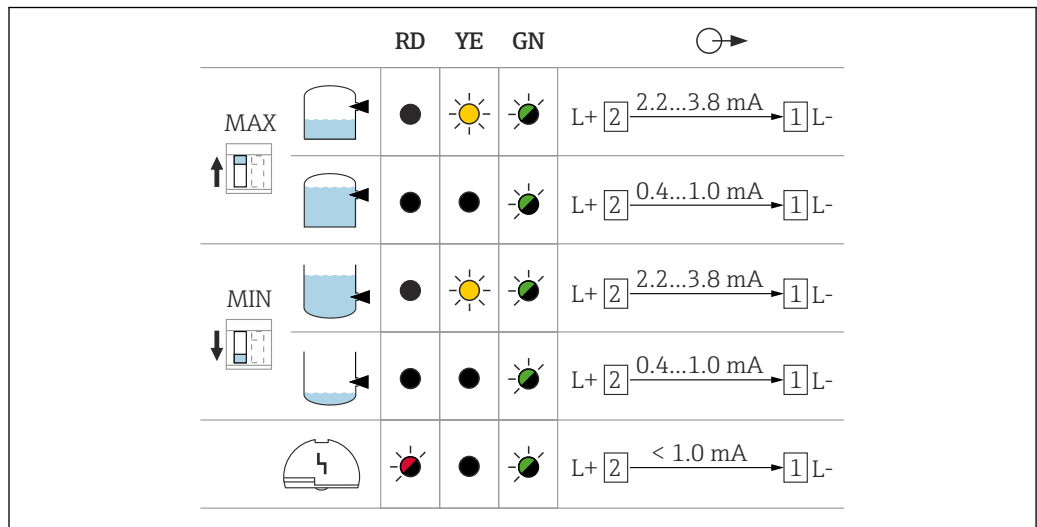 RD YE GN
MAX
L+ 2 2.2...3.8 mA 1 L-
L+ 2 0.4...1.0 mA 1 L-
MIN
L+ 2 2.2...3.8 mA 1 L-
L+ 2 0.4...1.0 mA 1 L-
L+ 2 < 1.0 mA 1 L-